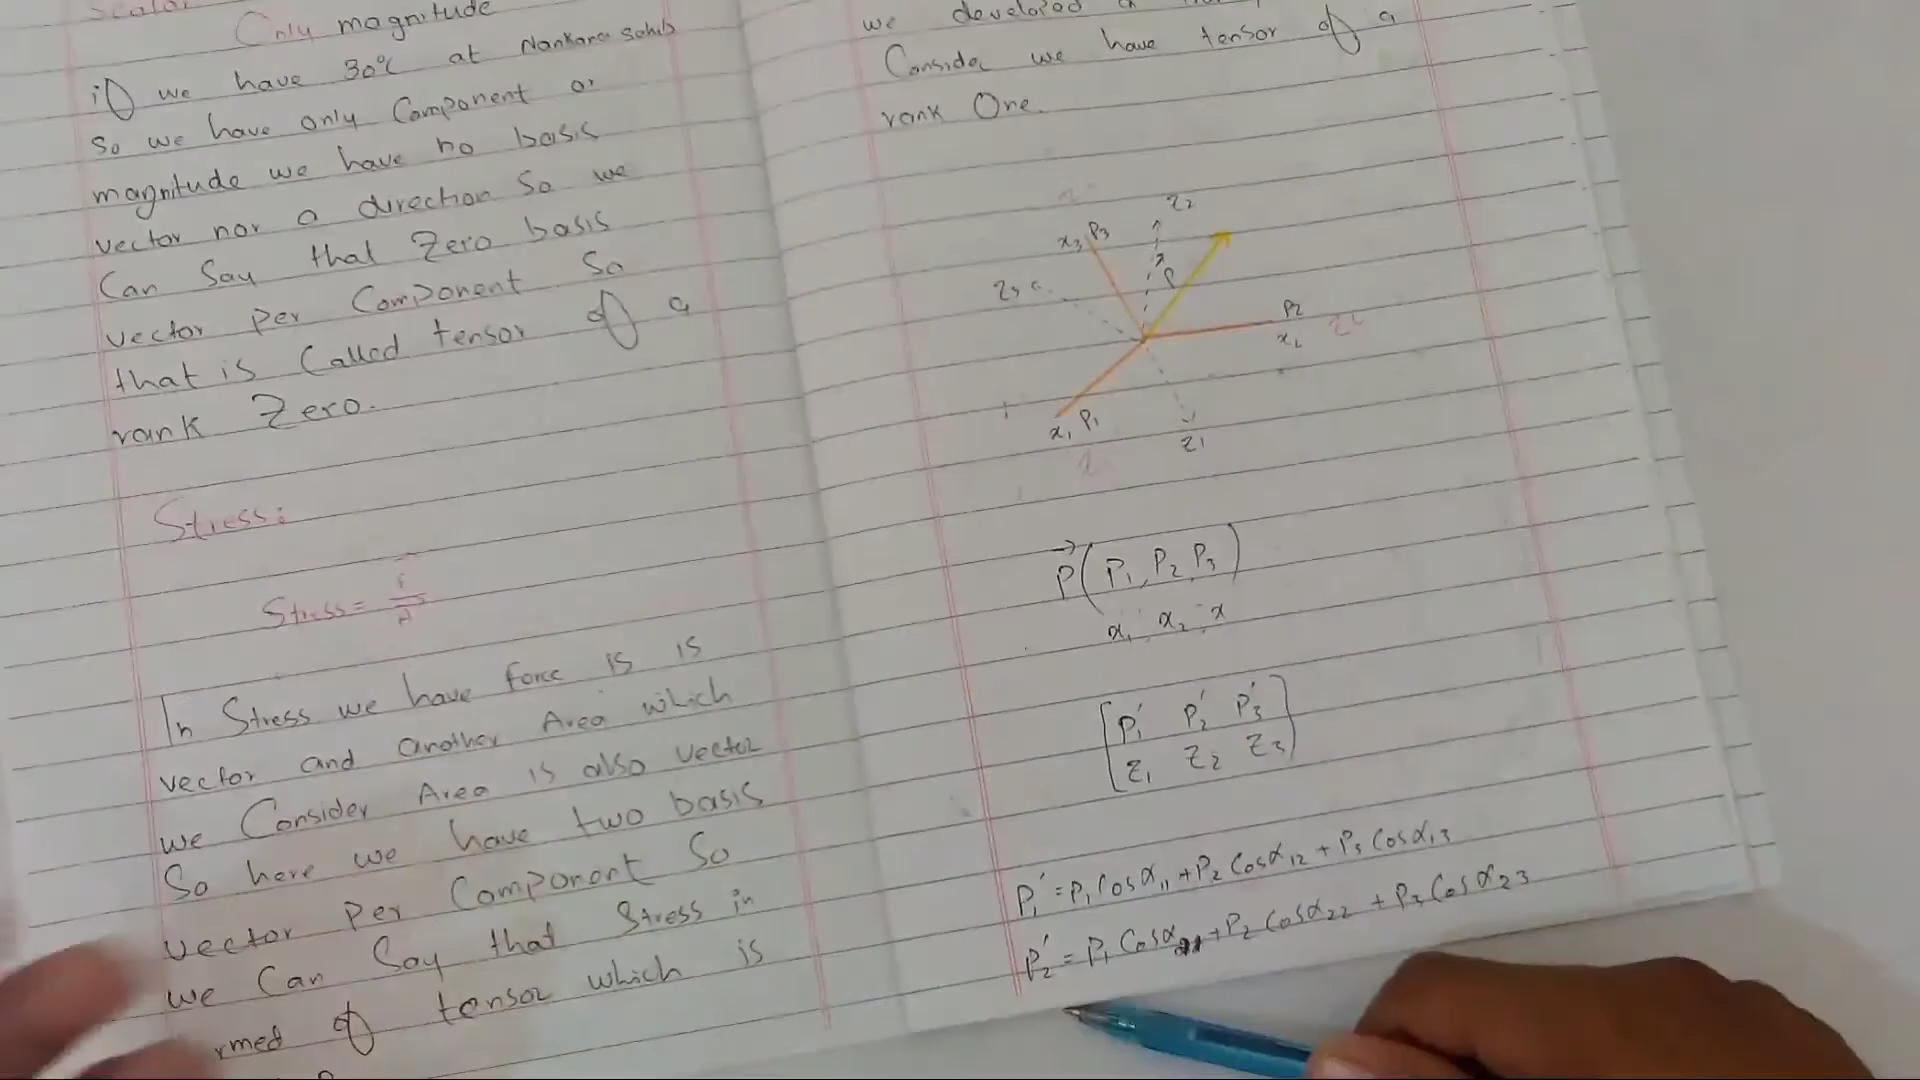 scalar
Only magnitude
if we have 30°C at Nankana sahib
so we have only Component or
magnitude we have no basis
vector nor a direction so we
Can Say that Zero basis
vector per Component So
that is Called tensor of a
rank Zero.
Stress:
Stress =
In Stress we have force is is
vector and another Area which
we Consider Area is also vector
So here we have two basis
vector Per Component So
we Can Say that Stress in
rmed of tensor which is
we developed a
Consider we have tensor of a
rank One.
Z2
x3 P3
P
Z3
P2
x2
x1 P1
Z1
P (P1, P2 P3)
x1 x2 x
P1' P2' P3'
Z1 Z2 Z3
P1' = P1 Cosα11 + P2 Cosα12 + P3 Cosα13
P2' = P1 Cosα21 + P2 Cosα22 + P3 Cosα23